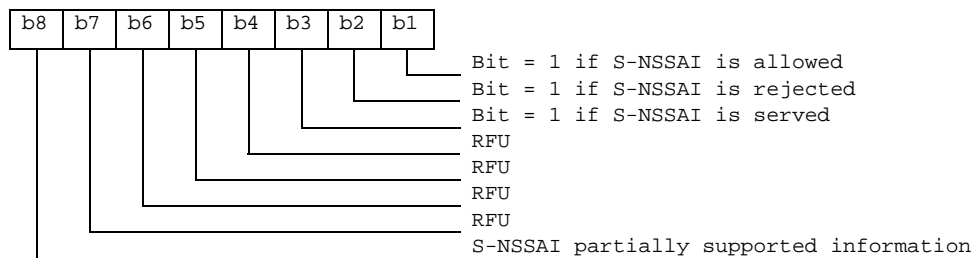 b8 b7 b6 b5 b4 b3 b2 b1
Bit = 1 if S-NSSAI is allowed
Bit = 1 if S-NSSAI is rejected
Bit = 1 if S-NSSAI is served
RFU
RFU
RFU
RFU
S-NSSAI partially supported information